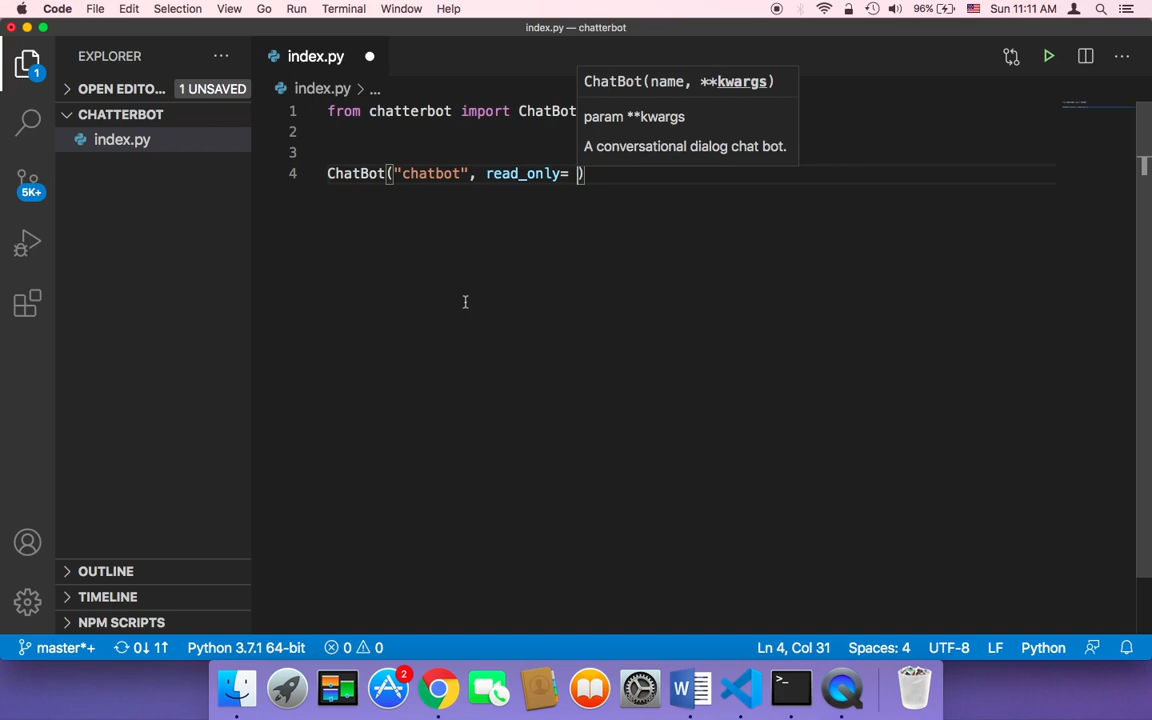 Code File Edit Selection View Go Run Terminal Window Help 96% Sun 11:11 AM
index.py — chatterbot
1
EXPLORER ...
index.py
OPEN EDITO... 1 UNSAVED
index.py > ...
CHATTERBOT
index.py
5K+
ChatBot(name, **kwargs)
param **kwargs
A conversational dialog chat bot.
1 from chatterbot import ChatBot
2
3
4 ChatBot("chatbot", read_only= )
OUTLINE
TIMELINE
NPM SCRIPTS
master*+ 0↓ 1↑ Python 3.7.1 64-bit 0 0 Ln 4, Col 31 Spaces: 4 UTF-8 LF Python
2
W
>_